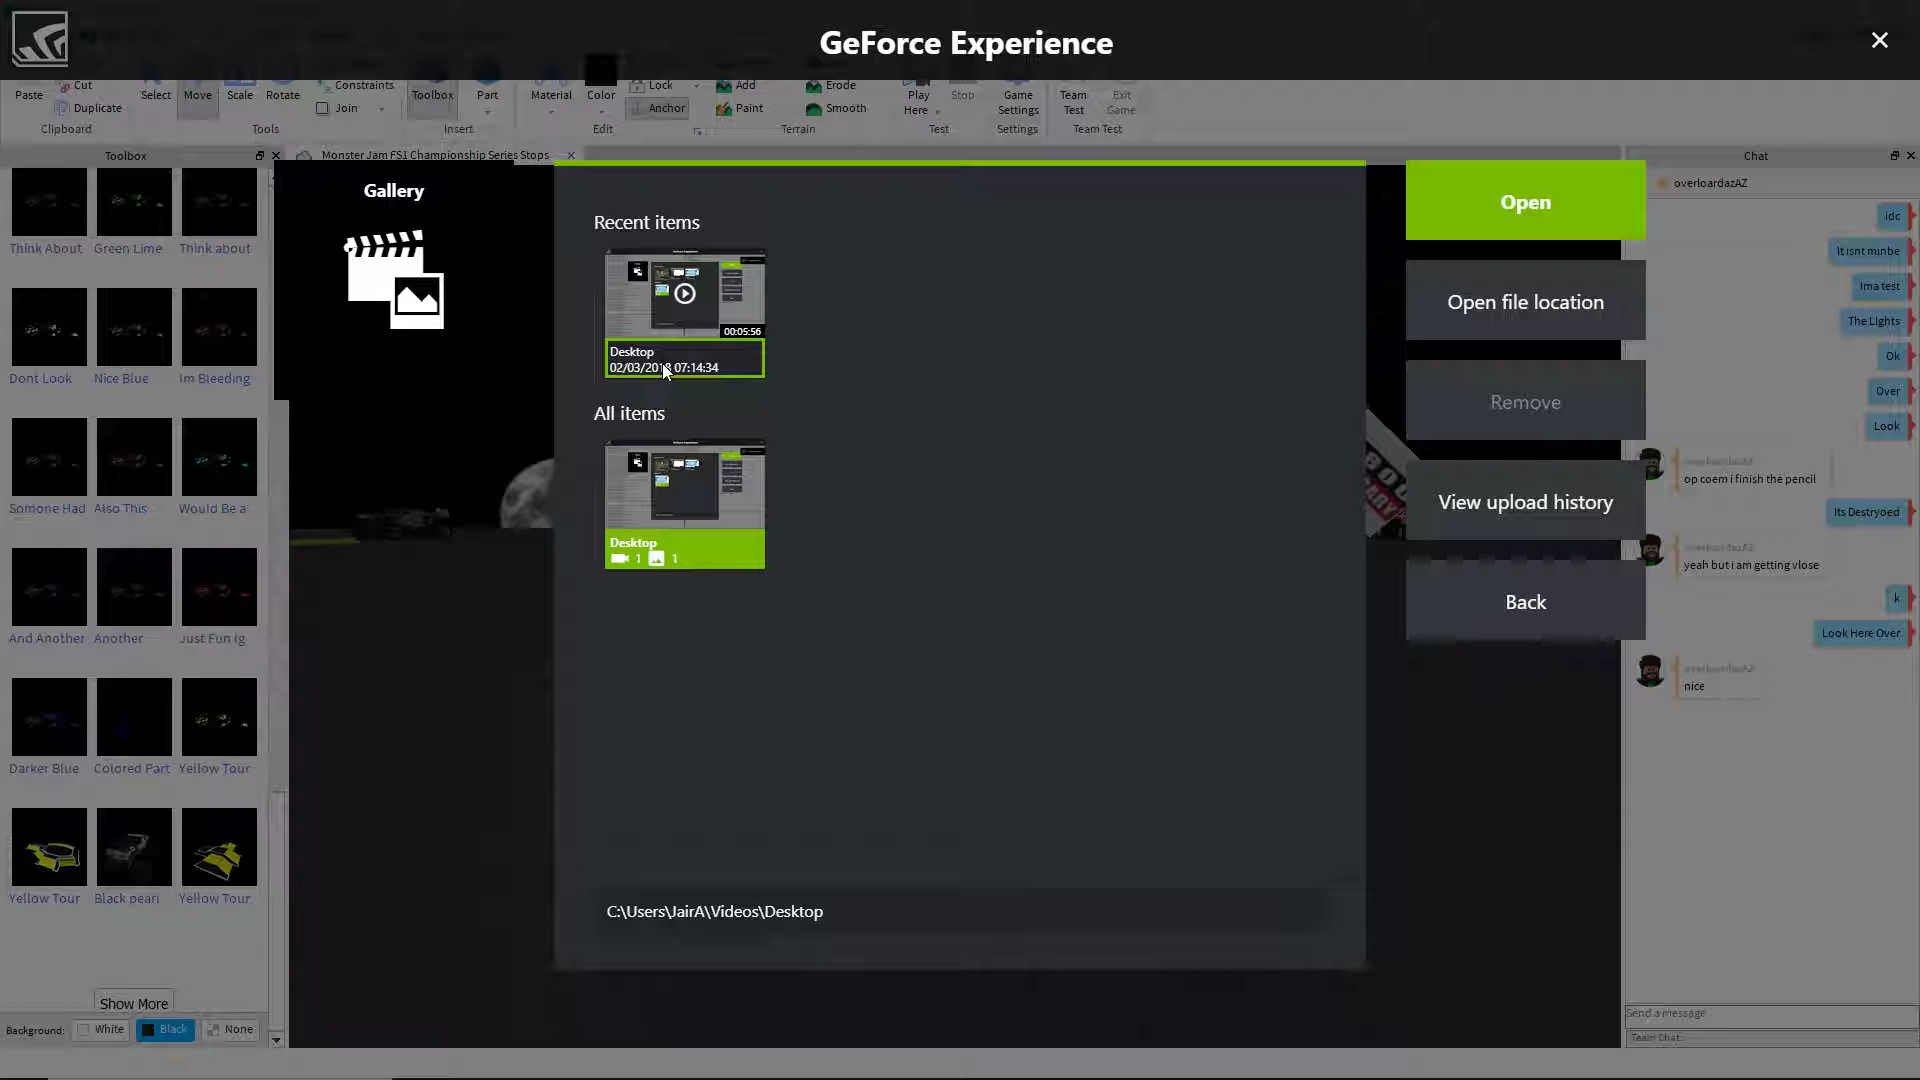 GeForce Experience
Cut
Paste
Duplicate
Clipboard
Select
Move
Scale
Rotate
Constraints
Join
Tools
Toolbox
Part
Insert
Material
Color
Lock
Anchor
Edit
Add
Erode
Paint
Smooth
Terrain
Play
Here
Stop
Test
Game
Settings
Settings
Team
Test
Exit
Game
Team Test
Toolbox
Monster Jam FS1 Championship Series Stops
Chat
Think About
Green Lime
Think about
Dont Look
Nice Blue
Im Bleeding
Somone Had
Also This
Would Be a
And Another
Another
Just Fun ig
Darker Blue
Colored Part
Yellow Tour
Yellow Tour
Black pearl
Yellow Tour
Show More
Background:
White
Black
None
Gallery
Recent items
00:05:56
Desktop
02/03/2018 07:14:34
All items
Desktop
1
1
C:\Users\JairA\Videos\Desktop
Open
Open file location
Remove
View upload history
Back
overloardazAZ
idc
It isnt minbe
Ima test
The Lights
Ok
Over
Look
op coem i finish the pencil
Its Destryoed
yeah but i am getting vlose
k
Look Here Over
nice
Send a message
Team Chat